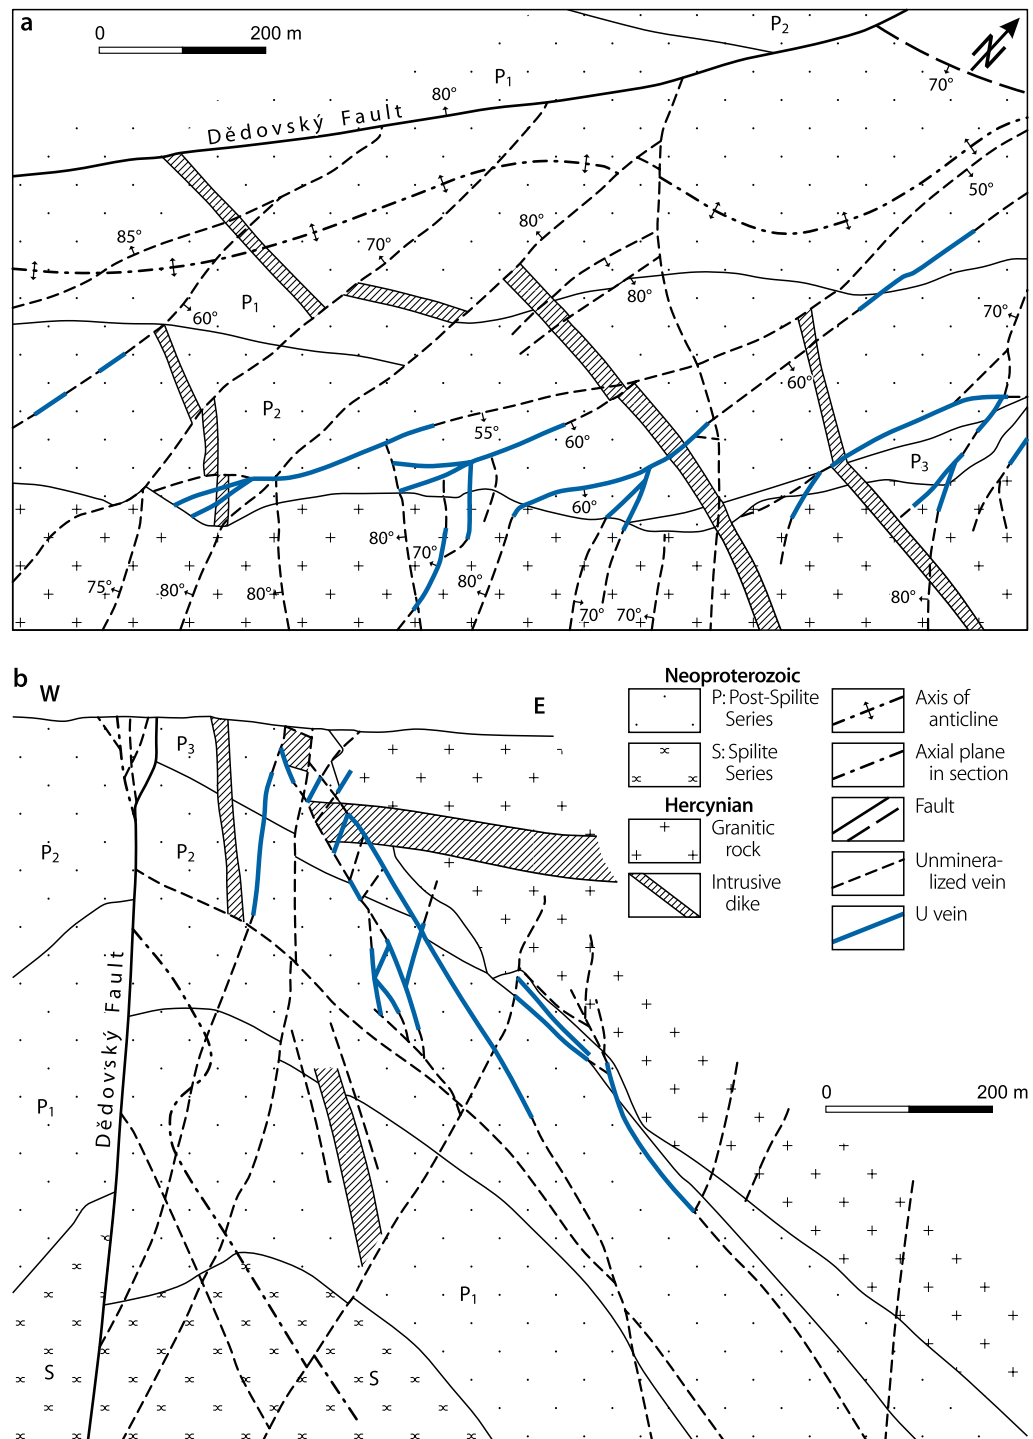 a
0 200 m
P2
N
P1
80°
70°
Dědovský Fault
50°
85°
80°
70°
P1
60°
80°
70°
60°
P2
55°
60°
P3
60°
80°
70°
75°
80°
80°
80°
70°
70°
80°
b
W
E
Neoproterozoic
P: Post-Spilite
Series
S: Spilite
Series
Hercynian
Granitic
rock
Intrusive
dike
Axis of
anticline
Axial plane
in section
Fault
Unminera-
lized vein
U vein
P3
P2
P2
Dědovský Fault
P1
0 200 m
P1
S
S